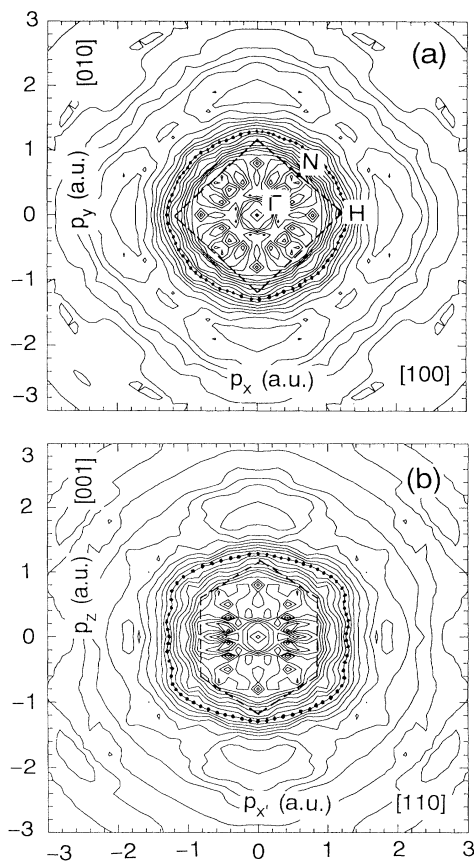 3
2
1
0
−1
−2
−3
[010]
p_y (a.u.)
(a)
N
Γ
H
p_x (a.u.)
[100]
3
2
1
0
−1
−2
−3
[001]
p_z (a.u.)
(b)
p_x' (a.u.)
[110]
−3 −2 −1 0 1 2 3